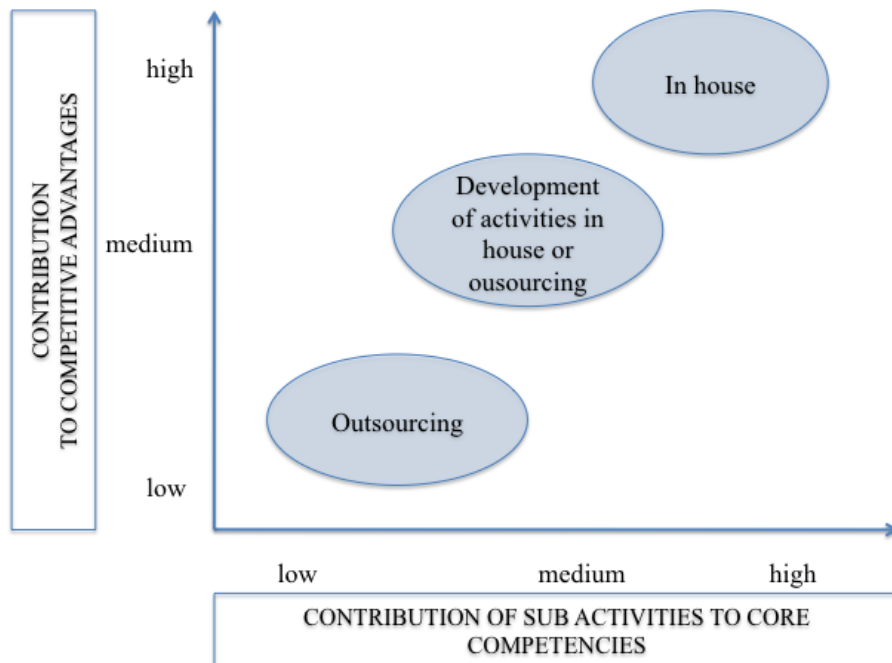 CONTRIBUTION
TO COMPETITIVE ADVANTAGES
high
In house
Development
of activities in
house or
ousourcing
medium
Outsourcing
low
low medium high
CONTRIBUTION OF SUB ACTIVITIES TO CORE
COMPETENCIES